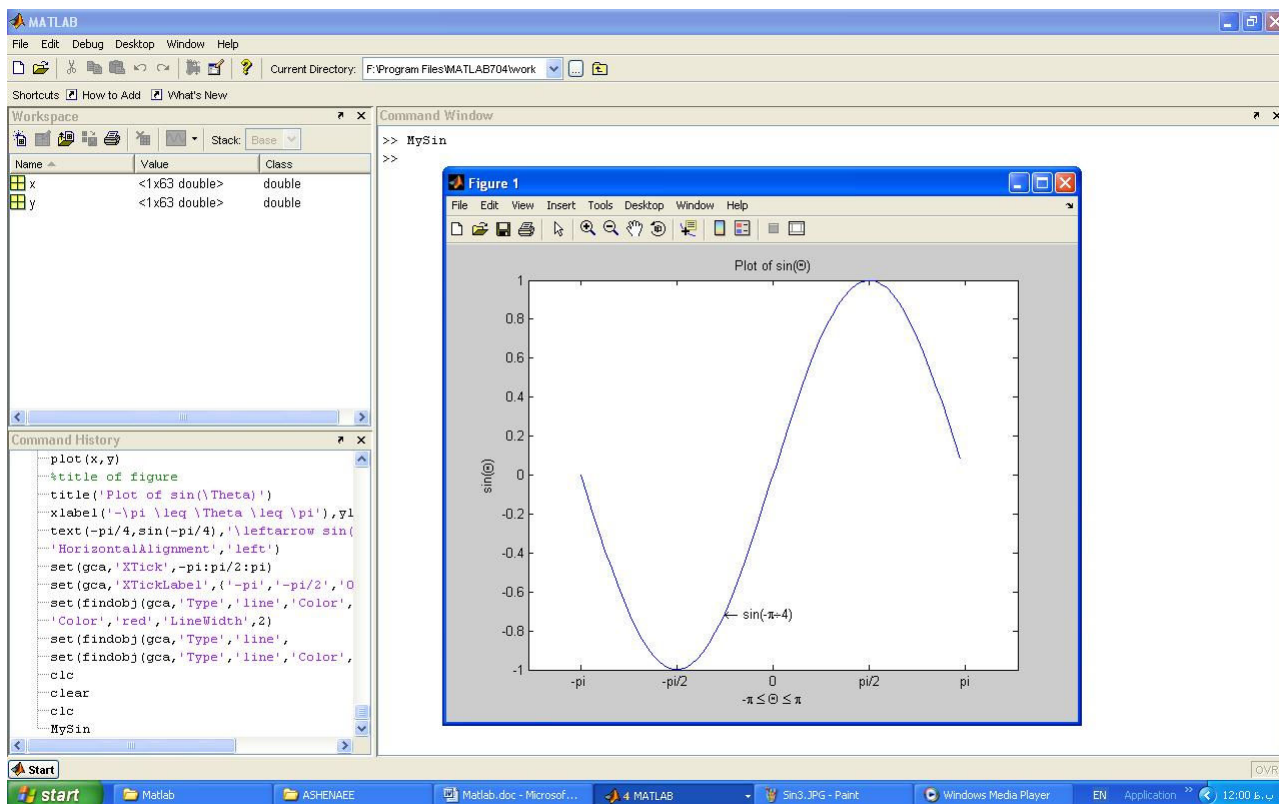 MATLAB
File Edit Debug Desktop Window Help
Current Directory: F:\Program Files\MATLAB704\work
Shortcuts How to Add What's New
Workspace
Stack: Base
Name Value Class
x <1x63 double> double
y <1x63 double> double
Command History
plot(x,y)
%title of figure
title('Plot of sin(\Theta)')
xlabel('-\pi \leq \Theta \leq \pi'),yl
text(-pi/4,sin(-pi/4),'\leftarrow sin(
'HorizontalAlignment','left')
set(gca,'XTick',-pi:pi/2:pi)
set(gca,'XTickLabel',{'-pi','-pi/2','0
set(findobj(gca,'Type','line','Color',
'Color','red','LineWidth',2)
set(findobj(gca,'Type','line',
set(findobj(gca,'Type','line','Color',
clc
clear
clc
MySin
Command Window
>> MySin
>>
Figure 1
File Edit View Insert Tools Desktop Window Help
Plot of sin(Θ)
1
0.8
0.6
0.4
0.2
0
-0.2
-0.4
-0.6
-0.8
-1
sin(Θ)
← sin(-π÷4)
-pi -pi/2 0 pi/2 pi
-π ≤ Θ ≤ π
Start
OVR
start Matlab ASHENAEE Matlab.doc - Microsof... 4 MATLAB Sin3.JPG - Paint Windows Media Player EN Application » 12:00 ب.ظ